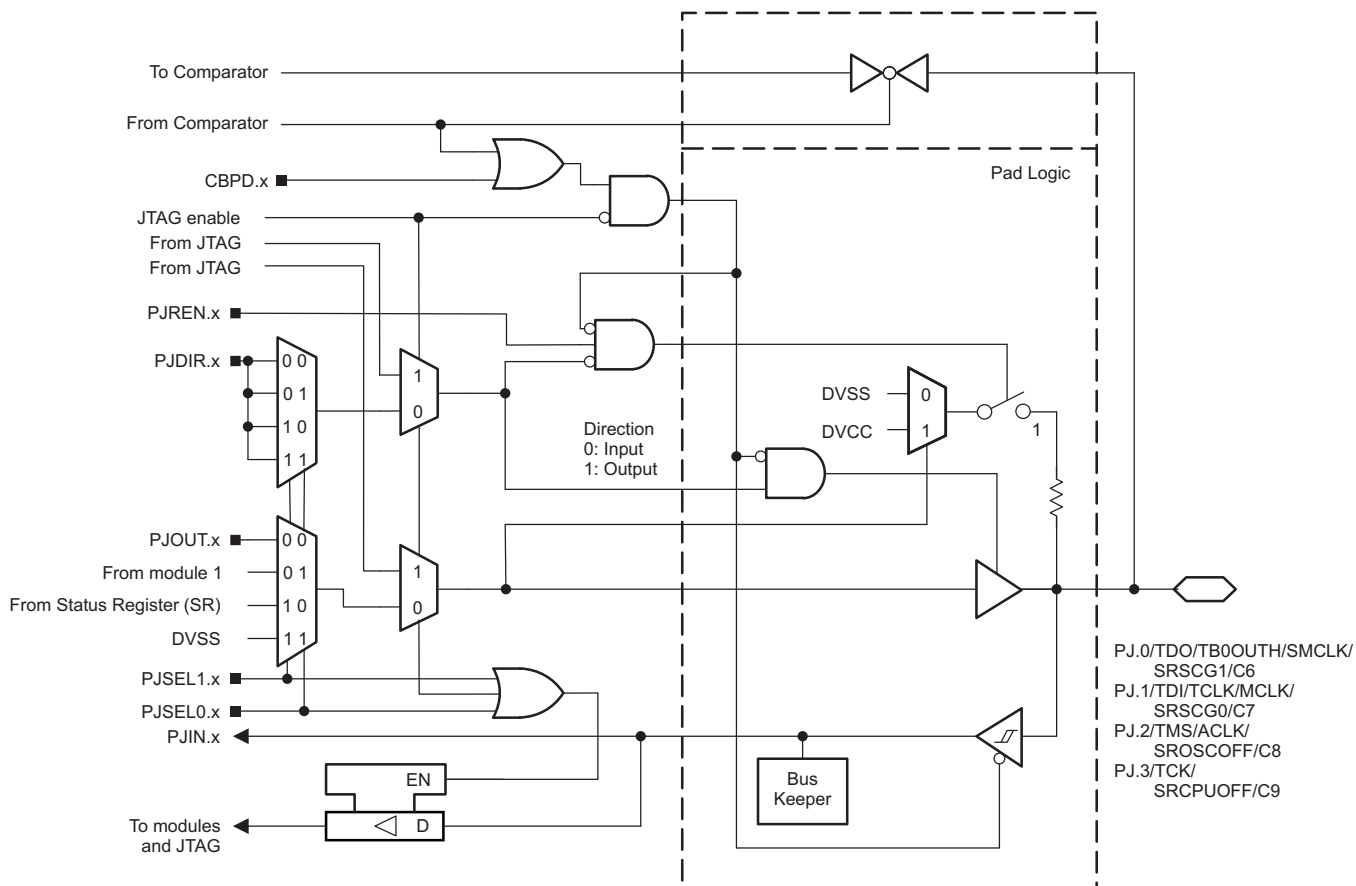 To Comparator
From Comparator
Pad Logic
CBPD.x
JTAG enable
From JTAG
From JTAG
PJREN.x
PJDIR.x
0 0
0 1
1 0
1 1
1
0
DVSS
0
DVCC
1
1
Direction
0: Input
1: Output
PJOUT.x
0 0
From module 1
0 1
From Status Register (SR)
1 0
DVSS
1 1
1
0
PJSEL1.x
PJSEL0.x
PJIN.x
EN
D
To modules
and JTAG
Bus
Keeper
PJ.0/TDO/TB0OUTH/SMCLK/
SRSCG1/C6
PJ.1/TDI/TCLK/MCLK/
SRSCG0/C7
PJ.2/TMS/ACLK/
SROSCOFF/C8
PJ.3/TCK/
SRCPUOFF/C9